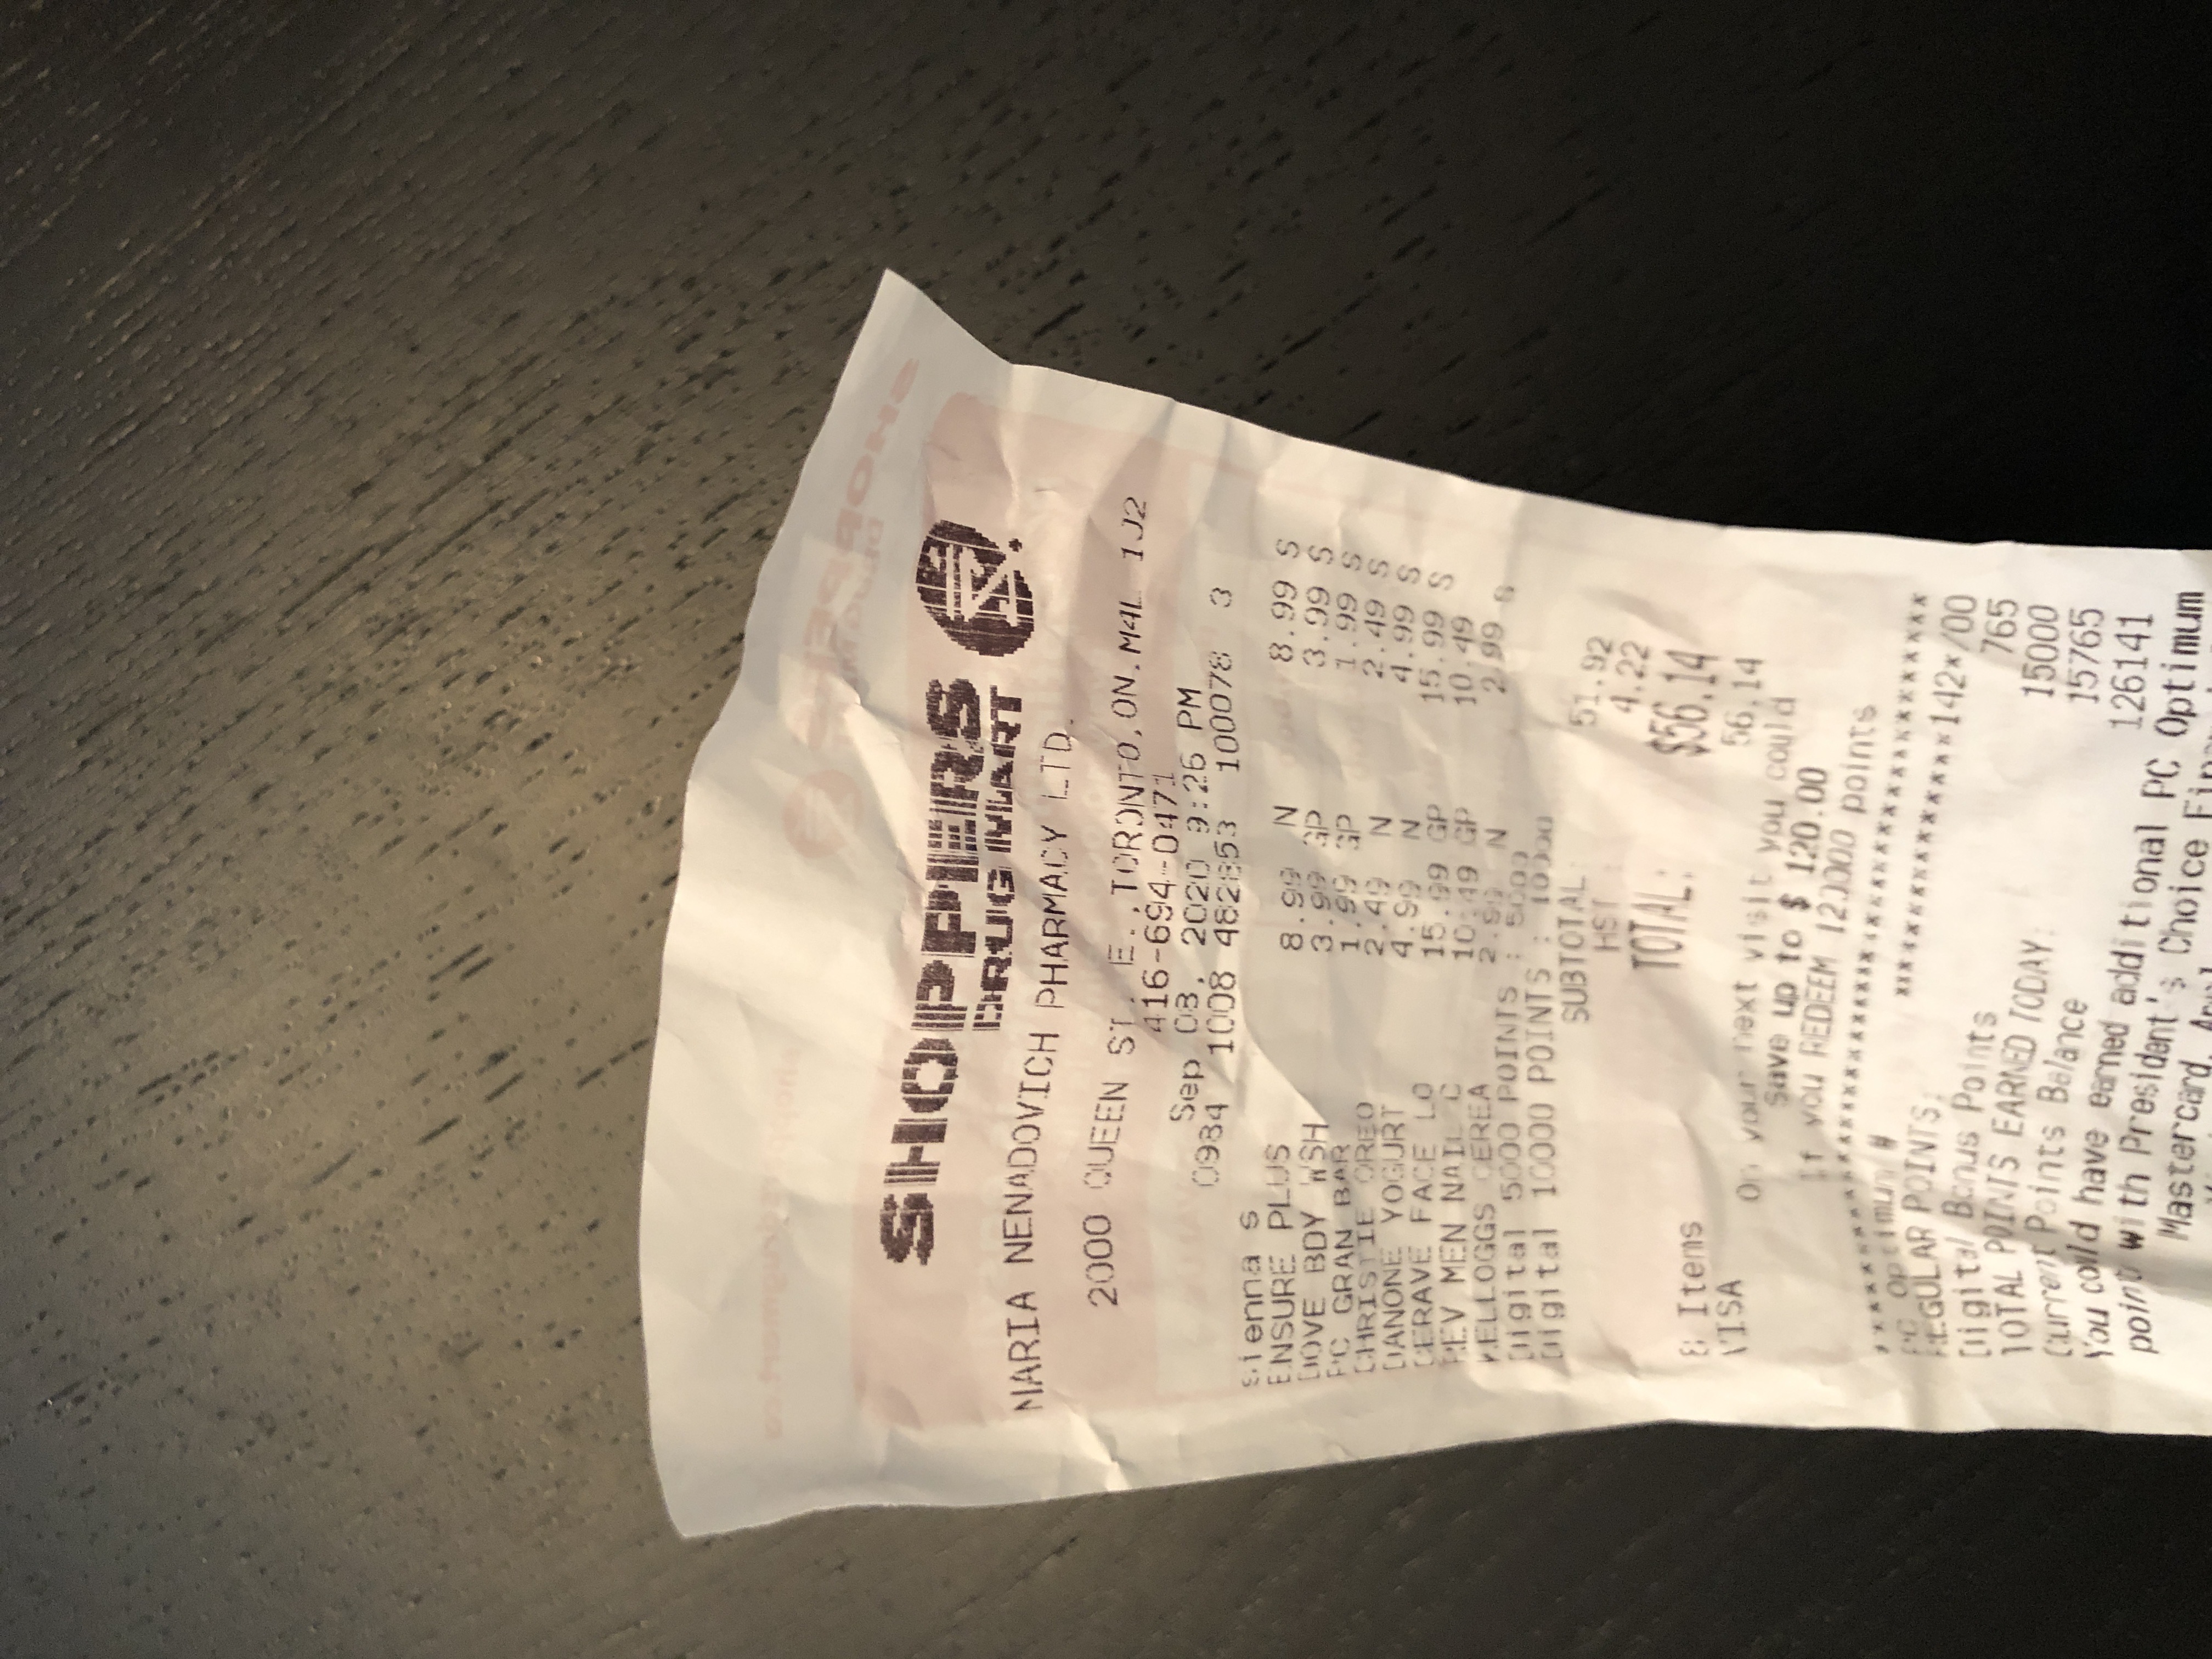 SHOPPERS
DRUG MART
MARIA NENADOVICH PHARMACY LTD.
2000 QUEEN ST. E.,TORONTO,ON.M4L 1J2
416-694-0471
Sep 08, 2020 9:26 PM
0984 1008 482853 100078 3
Sienna S
ENSURE PLUS 8.99 N 8.99 S
DOVE BDY WSH 3.99 GP 3.99 S
PC GRAN BAR 1.99 GP 1.99 S
CHRISTIE OREO 2.49 N 2.49 S
DANONE YOGURT 4.99 N 4.99 S
CERAVE FACE LO 15.99 GP 15.99 S
REV MEN NAIL C 10.49 GP 10.49
KELLOGGS CEREA 2.99 N 2.99 S
Digital 5000 POINTS : 5000
Digital 10000 POINTS : 10000
SUBTOTAL: 51.92
HST : 4.22
TOTAL: $56.14
8 Items
VISA 56.14
On your next visit you could
save up to $ 120.00
If you REDEEM 120000 points
****************************************
PC Optimum # ***************142*/00
REGULAR POINTS: 765
Digital Bonus Points 15000
TOTAL POINTS EARNED TODAY: 15765
Current Points Balance 126141
You could have earned additional PC Optimum
point with President's Choice
Mastercard.
shoppersdrugmart.ca
SHOPPERS
DRUG MART